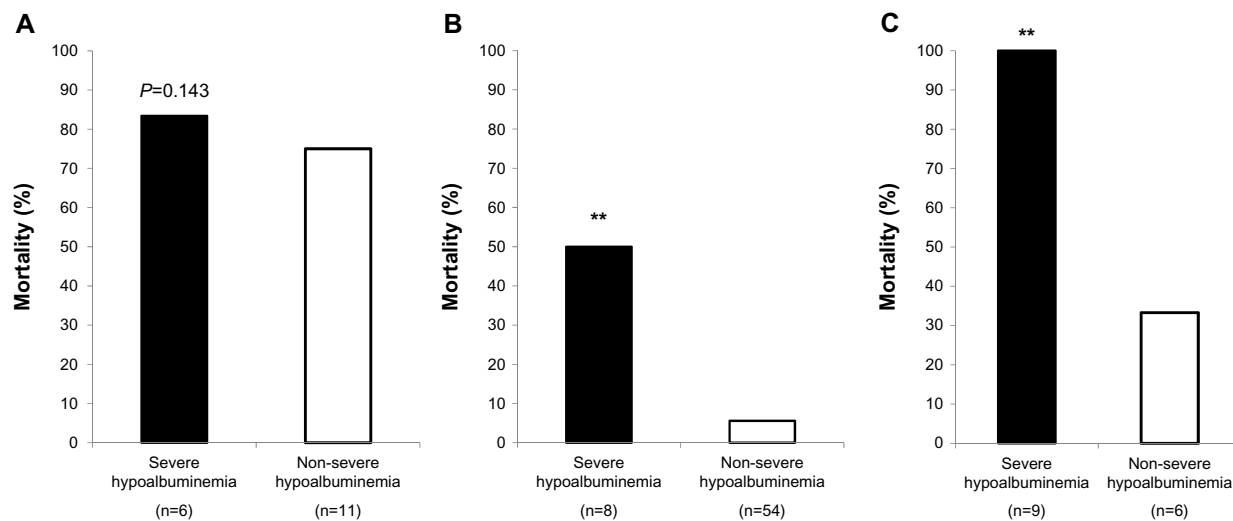 A
Mortality (%)
100
90
80
70
60
50
40
30
20
10
0
P=0.143
Severe
hypoalbuminemia
(n=6)
Non-severe
hypoalbuminemia
(n=11)
B
Mortality (%)
100
90
80
70
60
50
40
30
20
10
0
**
Severe
hypoalbuminemia
(n=8)
Non-severe
hypoalbuminemia
(n=54)
C
Mortality (%)
100
90
80
70
60
50
40
30
20
10
0
**
Severe
hypoalbuminemia
(n=9)
Non-severe
hypoalbuminemia
(n=6)